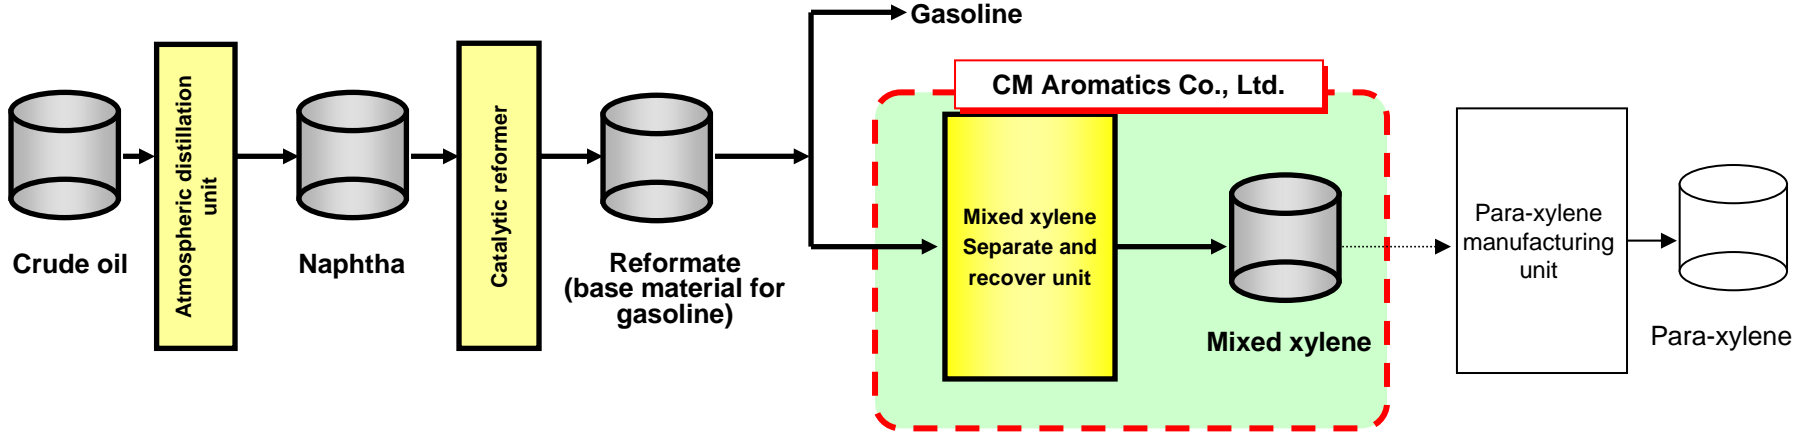 Gasoline
CM Aromatics Co., Ltd.
Crude oil
Atmospheric distillation
unit
Naphtha
Catalytic reformer
Reformate
(base material for
gasoline)
Mixed xylene
Separate and
recover unit
Mixed xylene
Para-xylene
manufacturing
unit
Para-xylene